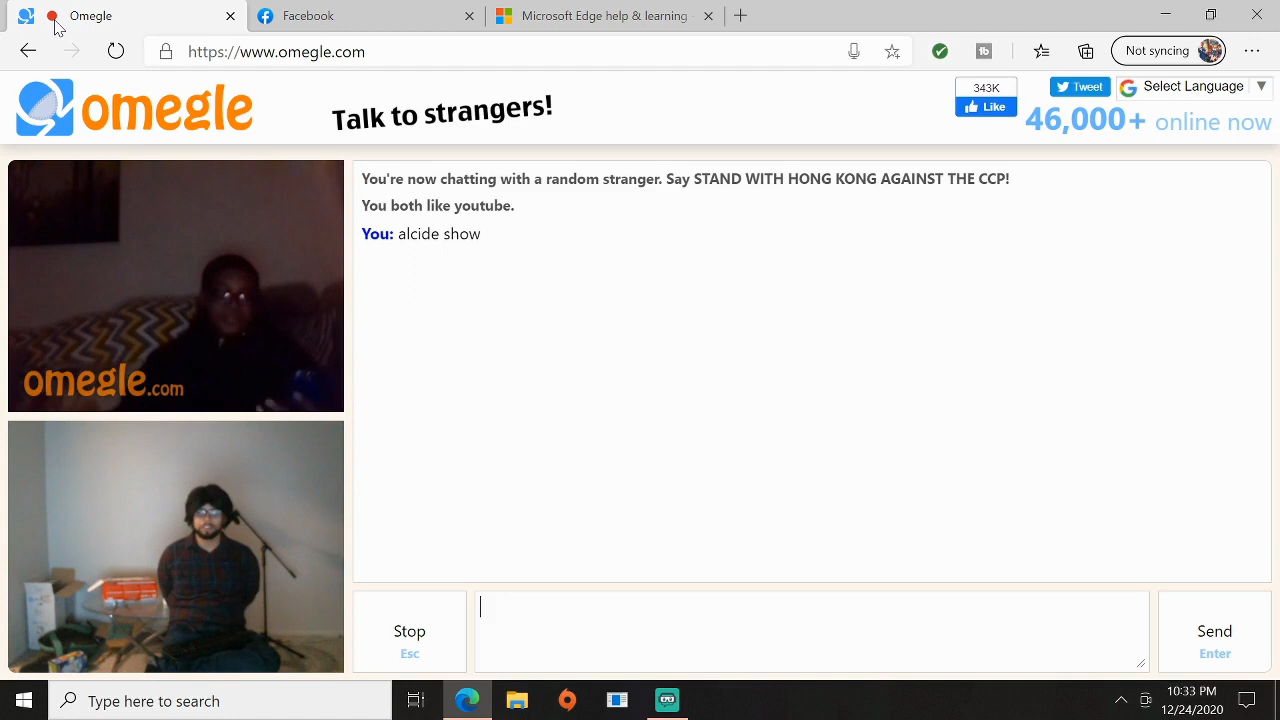 Omegle
Facebook
Microsoft Edge help & learning
https://www.omegle.com
Not syncing
omegle
Talk to strangers!
343K
Like
Tweet
Select Language
46,000+ online now
You're now chatting with a random stranger. Say STAND WITH HONG KONG AGAINST THE CCP!
You both like youtube.
You: alcide show
omegle.com
Stop
Esc
Send
Enter
Type here to search
10:33 PM
12/24/2020